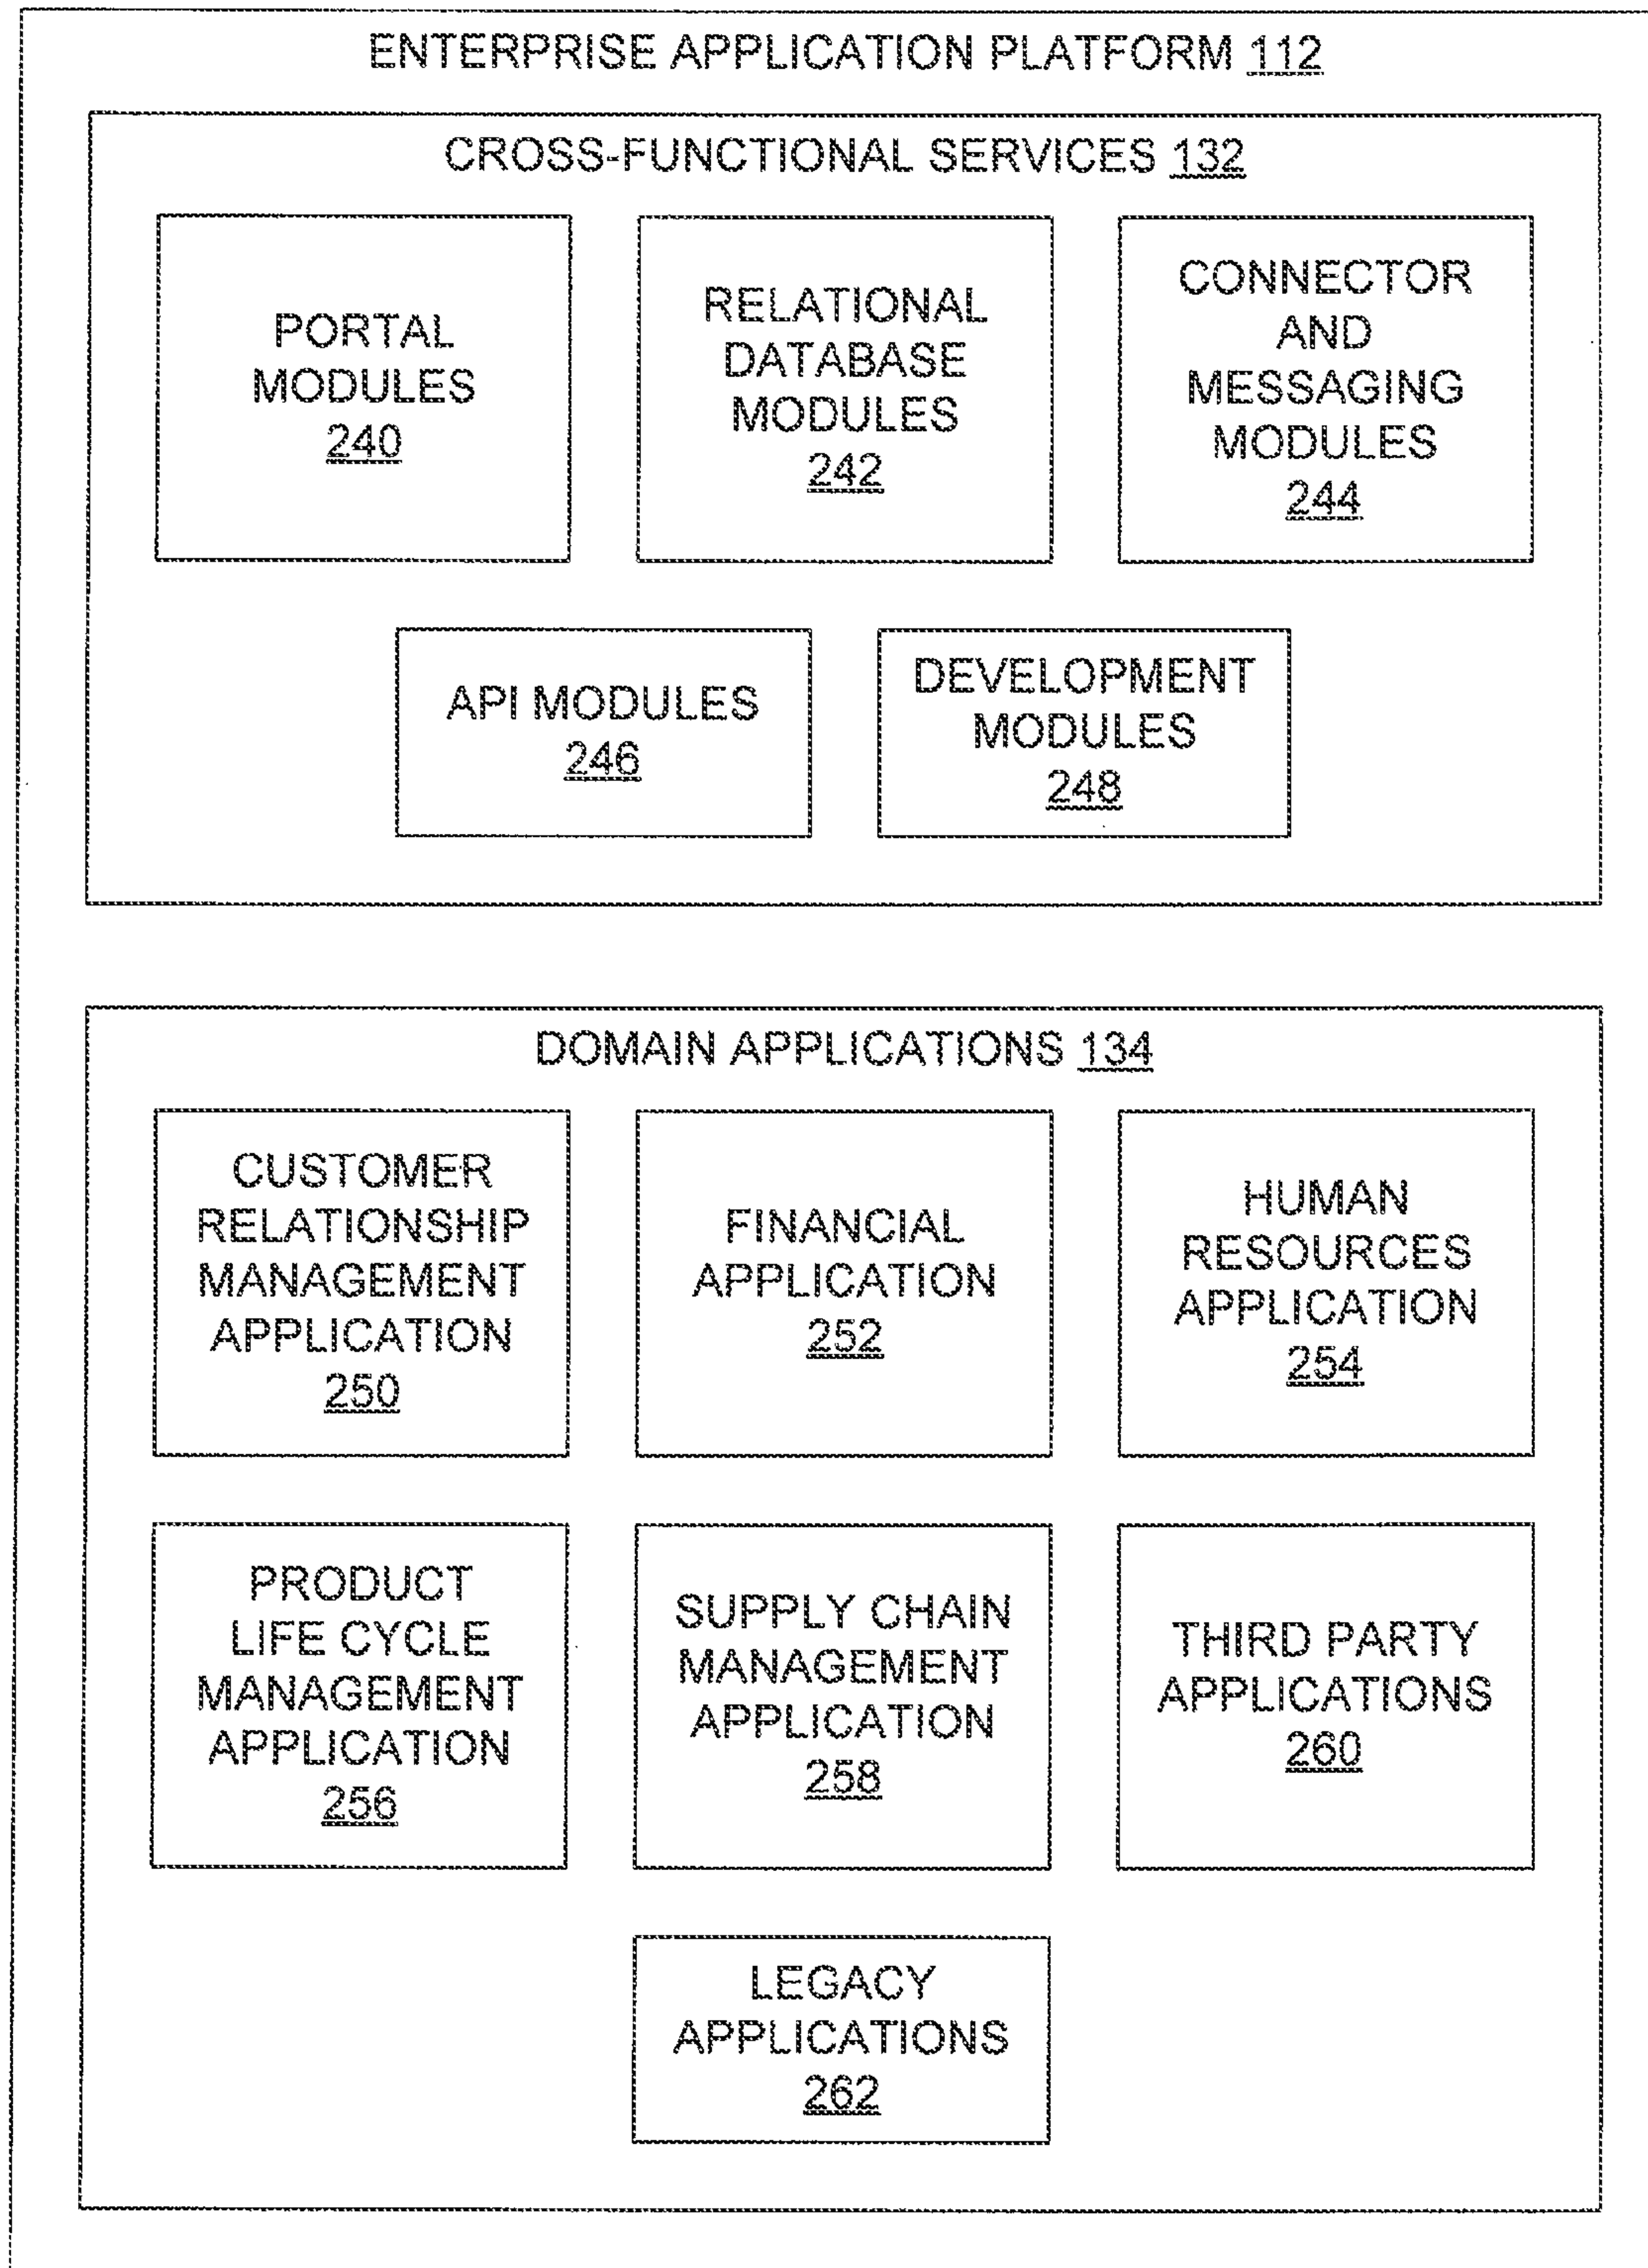 ENTERPRISE APPLICATION PLATFORM 112
CROSS-FUNCTIONAL SERVICES 132
PORTAL
MODULES
240
RELATIONAL
DATABASE
MODULES
242
CONNECTOR
AND
MESSAGING
MODULES
244
API MODULES
246
DEVELOPMENT
MODULES
248
DOMAIN APPLICATIONS 134
CUSTOMER
RELATIONSHIP
MANAGEMENT
APPLICATION
250
FINANCIAL
APPLICATION
252
HUMAN
RESOURCES
APPLICATION
254
PRODUCT
LIFE CYCLE
MANAGEMENT
APPLICATION
256
SUPPLY CHAIN
MANAGEMENT
APPLICATION
258
THIRD PARTY
APPLICATIONS
260
LEGACY
APPLICATIONS
262